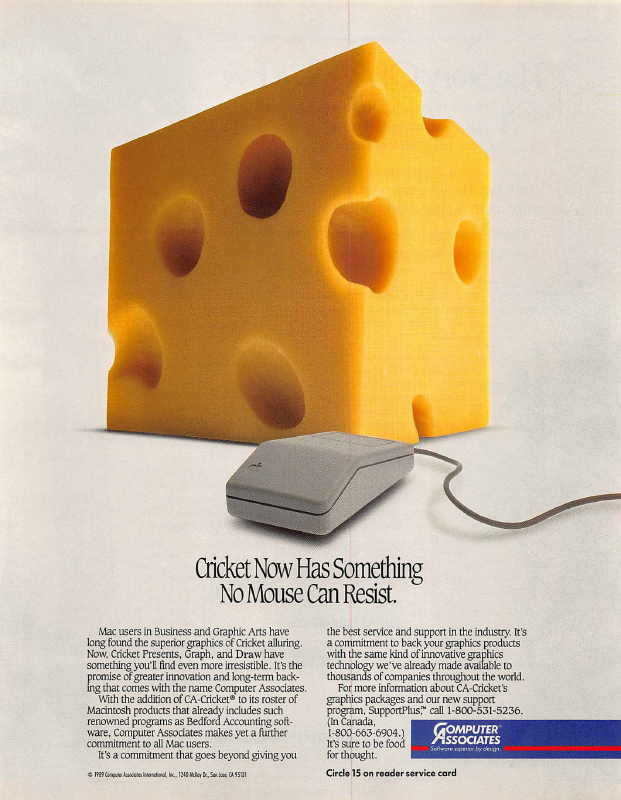 Cricket Now Has Something
No Mouse Can Resist.
Mac users in Business and Graphic Arts have
long found the superior graphics of Cricket alluring.
Now, Cricket Presents, Graph, and Draw have
something you'll find even more irresistible. It's the
promise of greater innovation and long-term back-
ing that comes with the name Computer Associates.
With the addition of CA-Cricket® to its roster of
Macintosh products that already includes such
renowned programs as Bedford Accounting soft-
ware, Computer Associates makes yet a further
commitment to all Mac users.
It's a commitment that goes beyond giving you
the best service and support in the industry. It's
a commitment to back your graphics products
with the same kind of innovative graphics
technology we've already made available to
thousands of companies throughout the world.
For more information about CA-Cricket's
graphics packages and our new support
program, SupportPlus,™ call 1-800-531-5236.
(In Canada,
1-800-663-6904.)
It's sure to be food
for thought.
COMPUTER
ASSOCIATES
Software superior by design.
© 1989 Computer Associates International, Inc., 1240 McKay Dr., San Jose, CA 95131
Circle 15 on reader service card